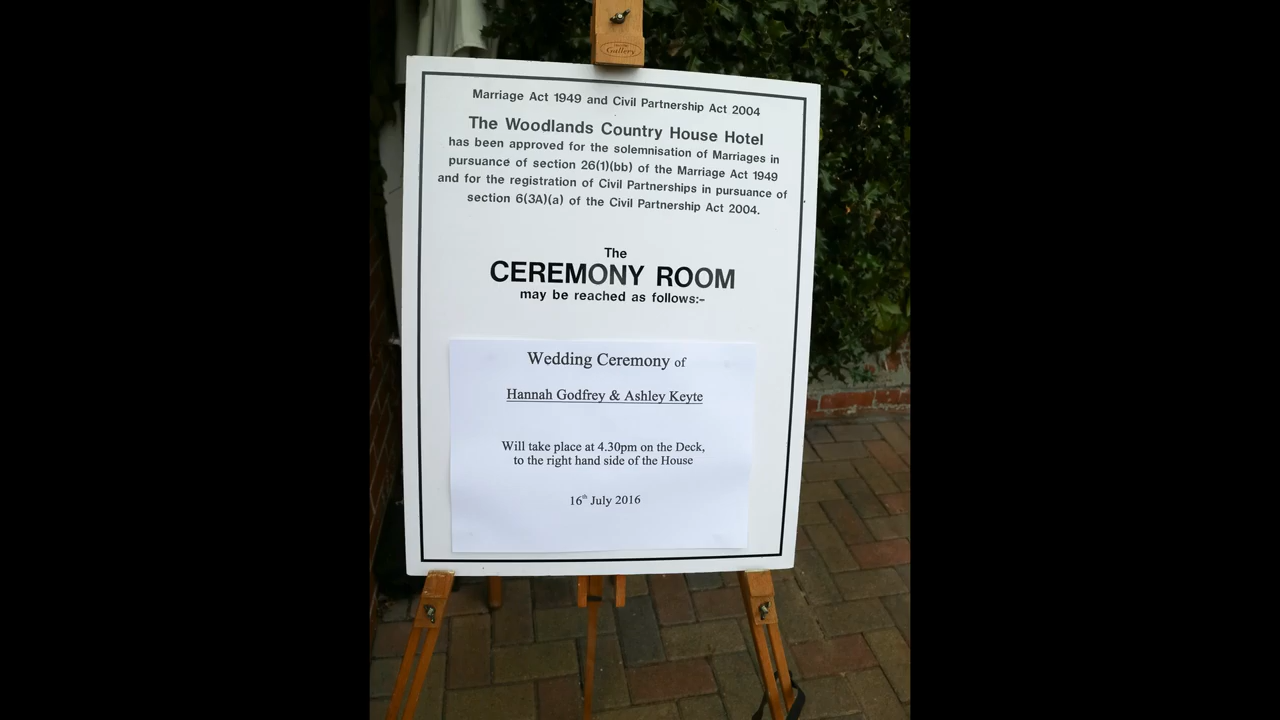 Gallery
Marriage Act 1949 and Civil Partnership Act 2004
The Woodlands Country House Hotel
has been approved for the solemnisation of Marriages in
pursuance of section 26(1)(bb) of the Marriage Act 1949
and for the registration of Civil Partnerships in pursuance of
section 6(3A)(a) of the Civil Partnership Act 2004.
The
CEREMONY ROOM
may be reached as follows:-
Wedding Ceremony of
Hannah Godfrey & Ashley Keyte
Will take place at 4.30pm on the Deck,
to the right hand side of the House
16th July 2016